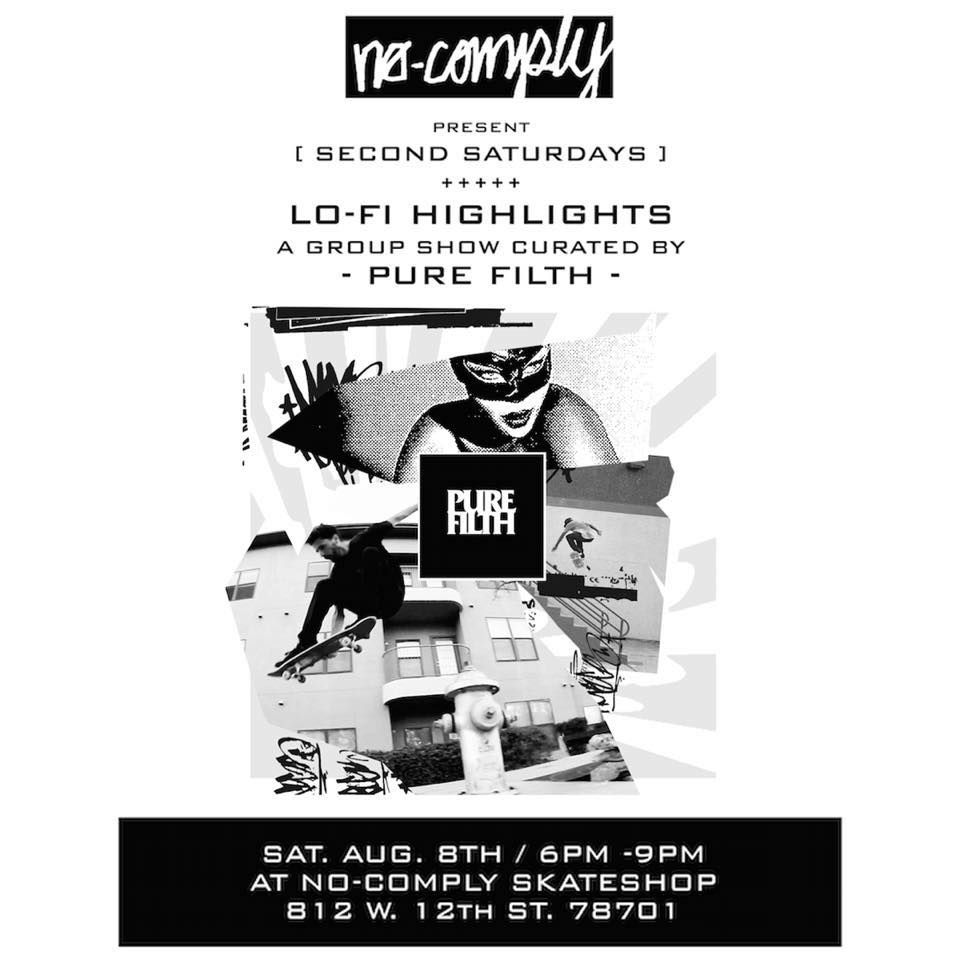 no-comply
PRESENT
[ SECOND SATURDAYS ]
+++++
LO-FI HIGHLIGHTS
A GROUP SHOW CURATED BY
- PURE FILTH -
PURE
FILTH
SAT. AUG. 8TH / 6PM -9PM
AT NO-COMPLY SKATESHOP
812 W. 12TH ST. 78701